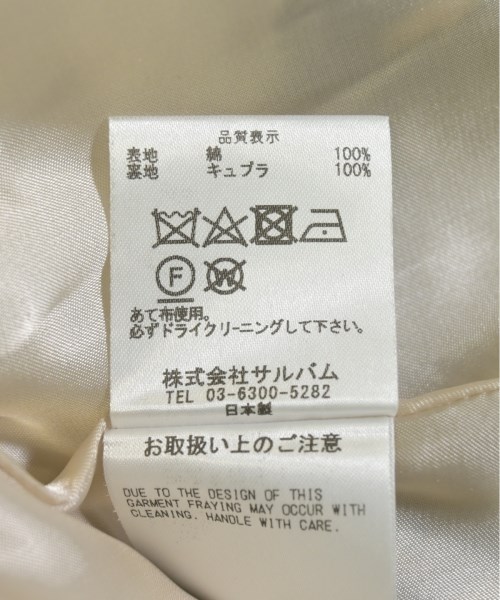 品質表示
表地 綿 100%
裏地 キュプラ 100%
F W
あて布使用。
必ずドライクリーニングして下さい。
株式会社サルバム
TEL 03-6300-5282
日本製
お取扱い上のご注意
DUE TO THE DESIGN OF THIS
GARMENT FRAYING MAY OCCUR WITH
CLEANING. HANDLE WITH CARE.